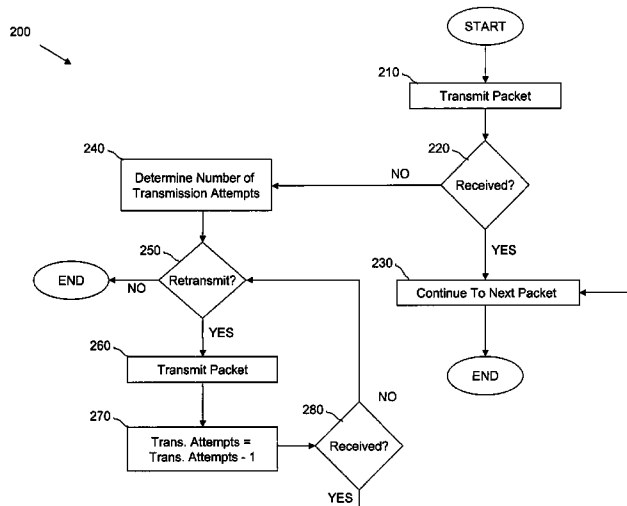 200
START
210
Transmit Packet
220
Received?
NO
YES
240
Determine Number of
Transmission Attempts
250
Retransmit?
NO
END
YES
230
Continue To Next Packet
END
260
Transmit Packet
270
Trans. Attempts =
Trans. Attempts - 1
280
Received?
NO
YES